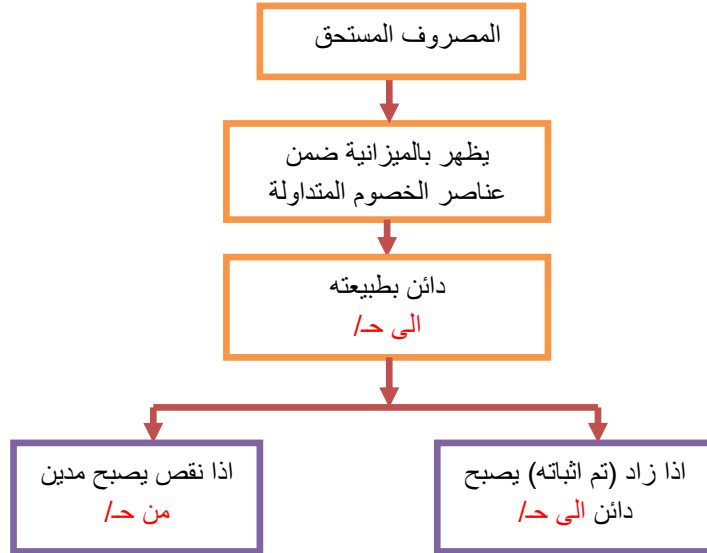 المصروف المستحق
يظهر بالميزانية ضمن
عناصر الخصوم المتداولة
دائن بطبيعته
الى حـ/
اذا زاد (تم اثباته) يصبح
دائن الى حـ/
اذا نقص يصبح مدين
من حـ/